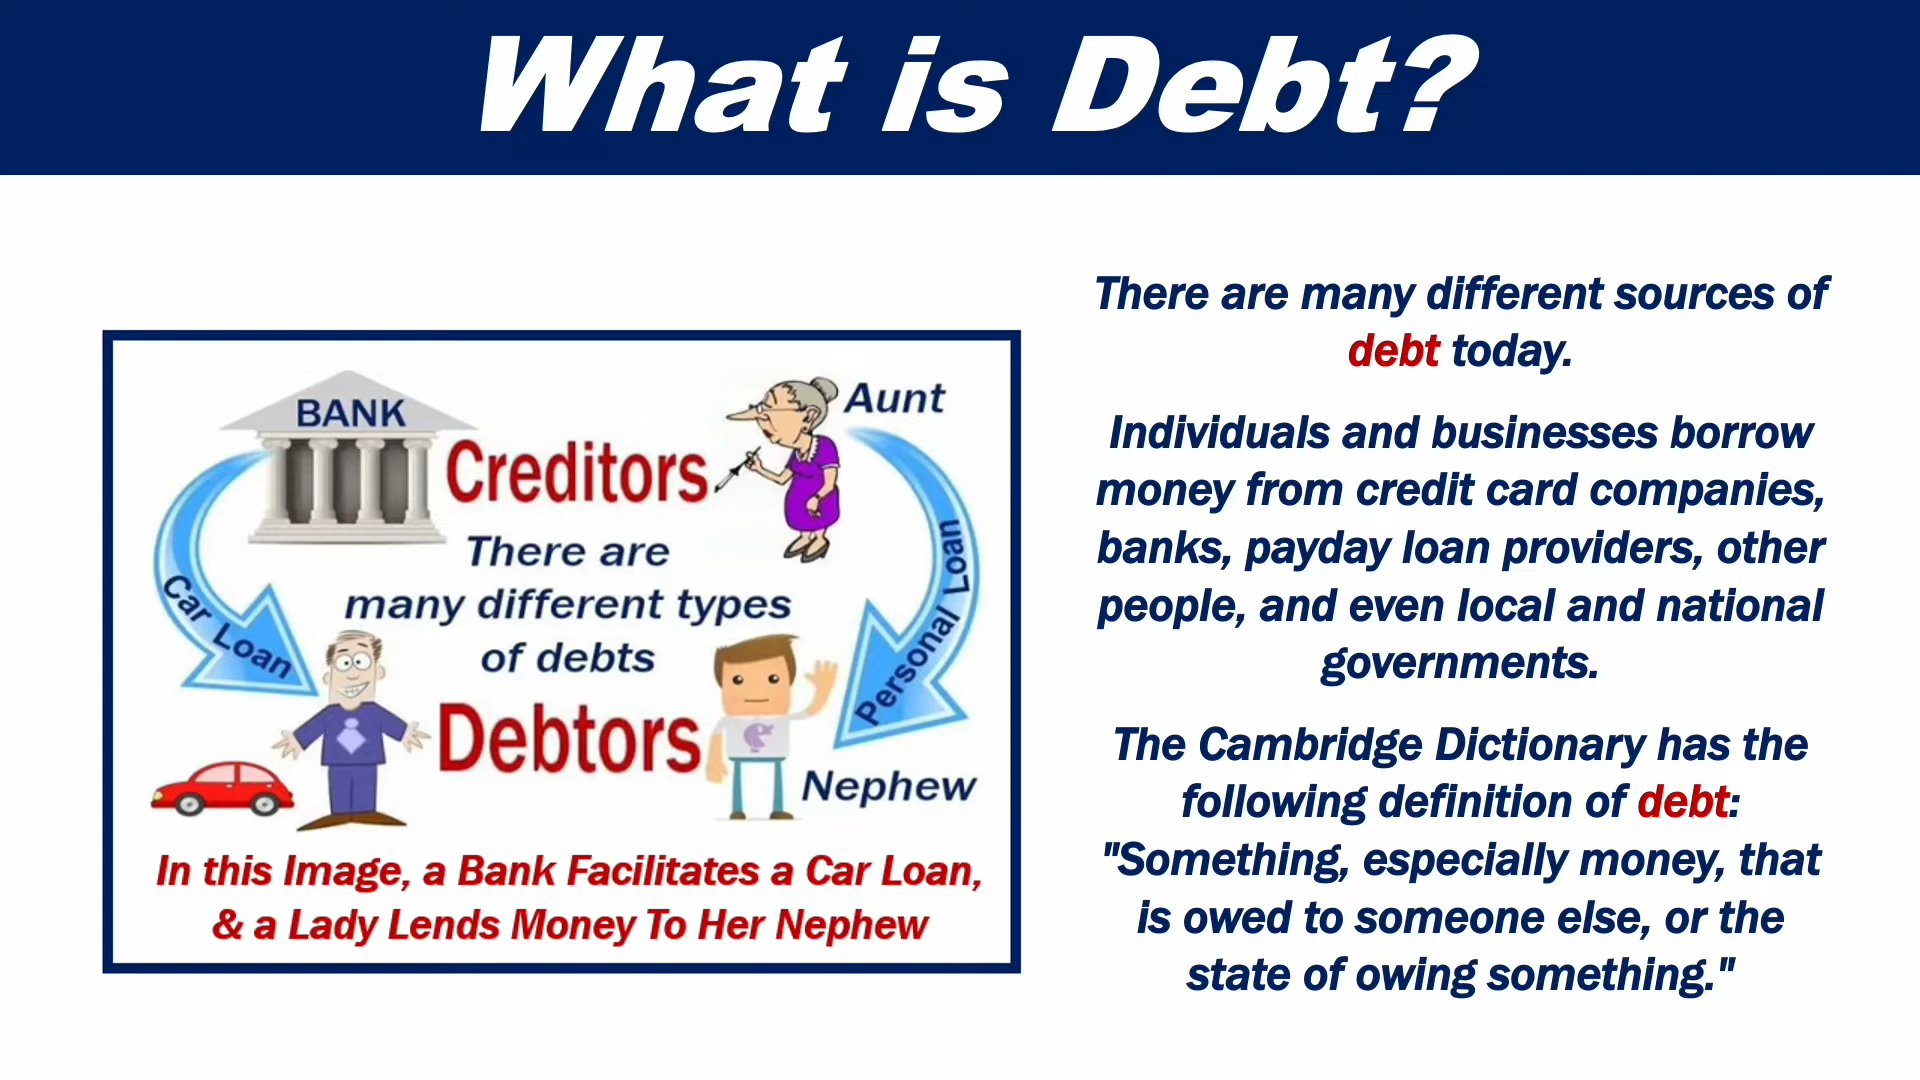 What is Debt?
BANK
Aunt
Creditors
There are
many different types
of debts
Car Loan
Personal Loan
Debtors
Nephew
In this Image, a Bank Facilitates a Car Loan,
& a Lady Lends Money To Her Nephew
There are many different sources of
debt today.
Individuals and businesses borrow
money from credit card companies,
banks, payday loan providers, other
people, and even local and national
governments.
The Cambridge Dictionary has the
following definition of debt:
"Something, especially money, that
is owed to someone else, or the
state of owing something."